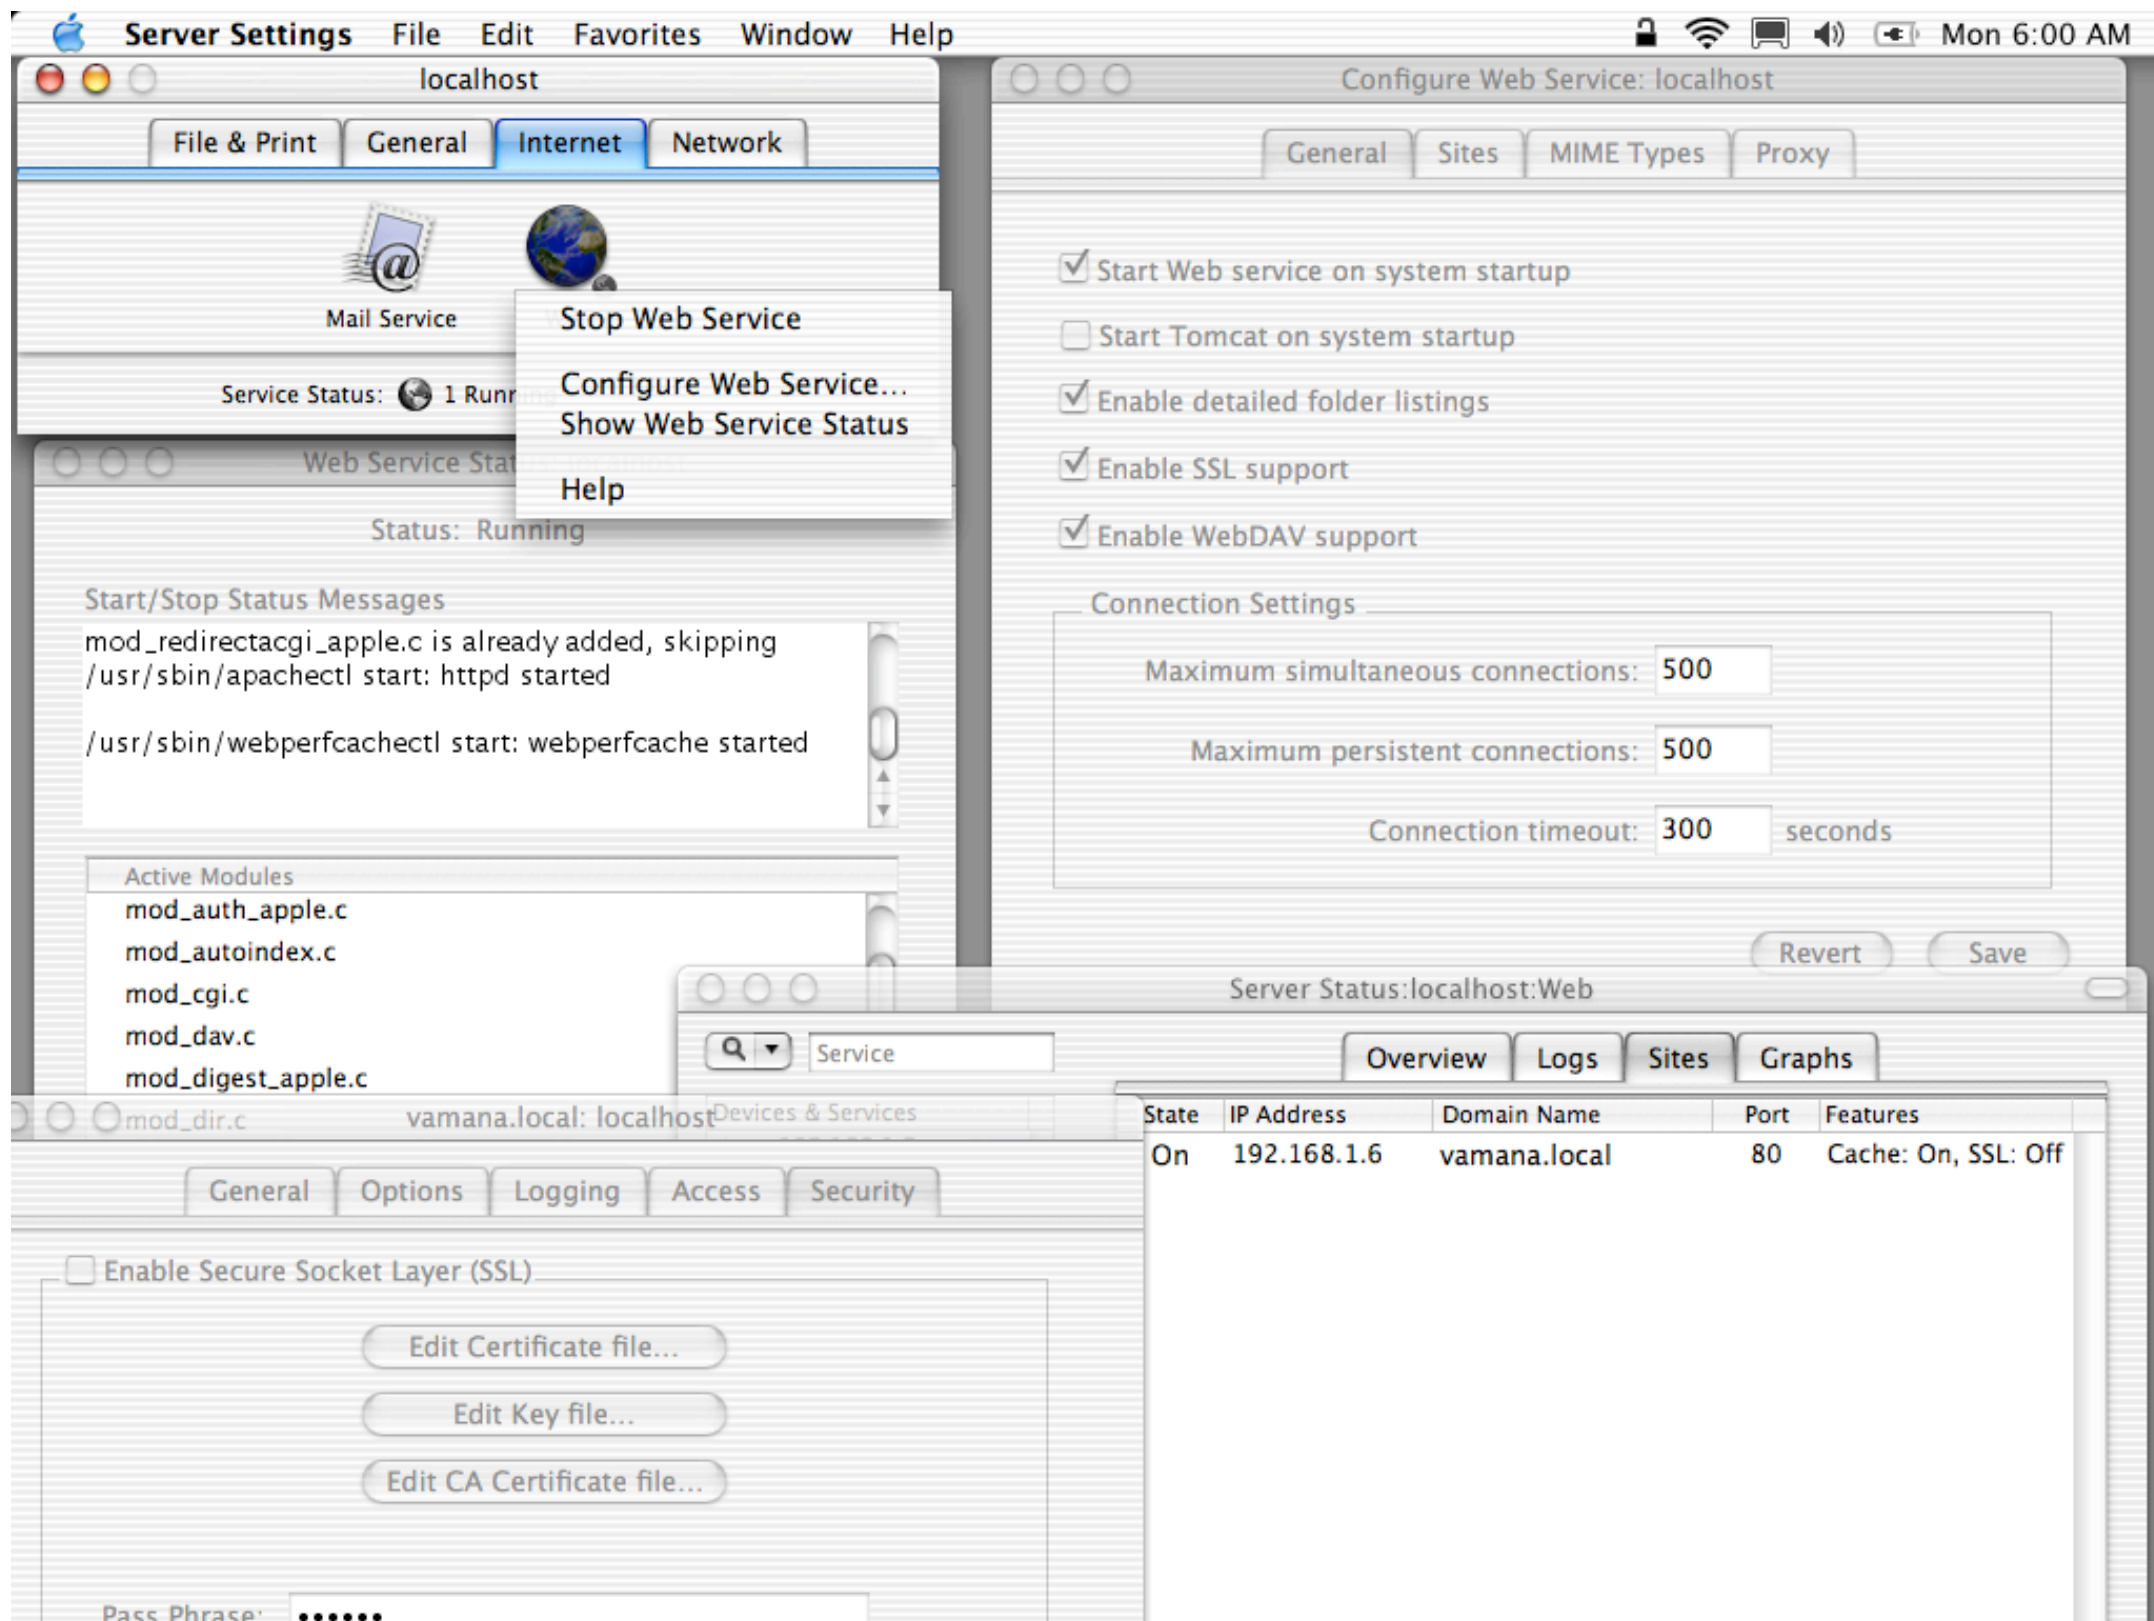 Server Settings File Edit Favorites Window Help Mon 6:00 AM
localhost
File & Print General Internet Network
Mail Service
Service Status: 1 Running
Stop Web Service
Configure Web Service...
Show Web Service Status
Help
Web Service Status: localhost
Status: Running
Start/Stop Status Messages
mod_redirectacgi_apple.c is already added, skipping
/usr/sbin/apachectl start: httpd started
/usr/sbin/webperfcachectl start: webperfcache started
Active Modules
mod_auth_apple.c
mod_autoindex.c
mod_cgi.c
mod_dav.c
mod_digest_apple.c
mod_dir.c
Configure Web Service: localhost
General Sites MIME Types Proxy
Start Web service on system startup
Start Tomcat on system startup
Enable detailed folder listings
Enable SSL support
Enable WebDAV support
Connection Settings
Maximum simultaneous connections: 500
Maximum persistent connections: 500
Connection timeout: 300 seconds
Revert Save
Server Status:localhost:Web
Service
Overview Logs Sites Graphs
Devices & Services
State IP Address Domain Name Port Features
On 192.168.1.6 vamana.local 80 Cache: On, SSL: Off
vamana.local: localhost
General Options Logging Access Security
Enable Secure Socket Layer (SSL)
Edit Certificate file...
Edit Key file...
Edit CA Certificate file...
Pass Phrase: ••••••